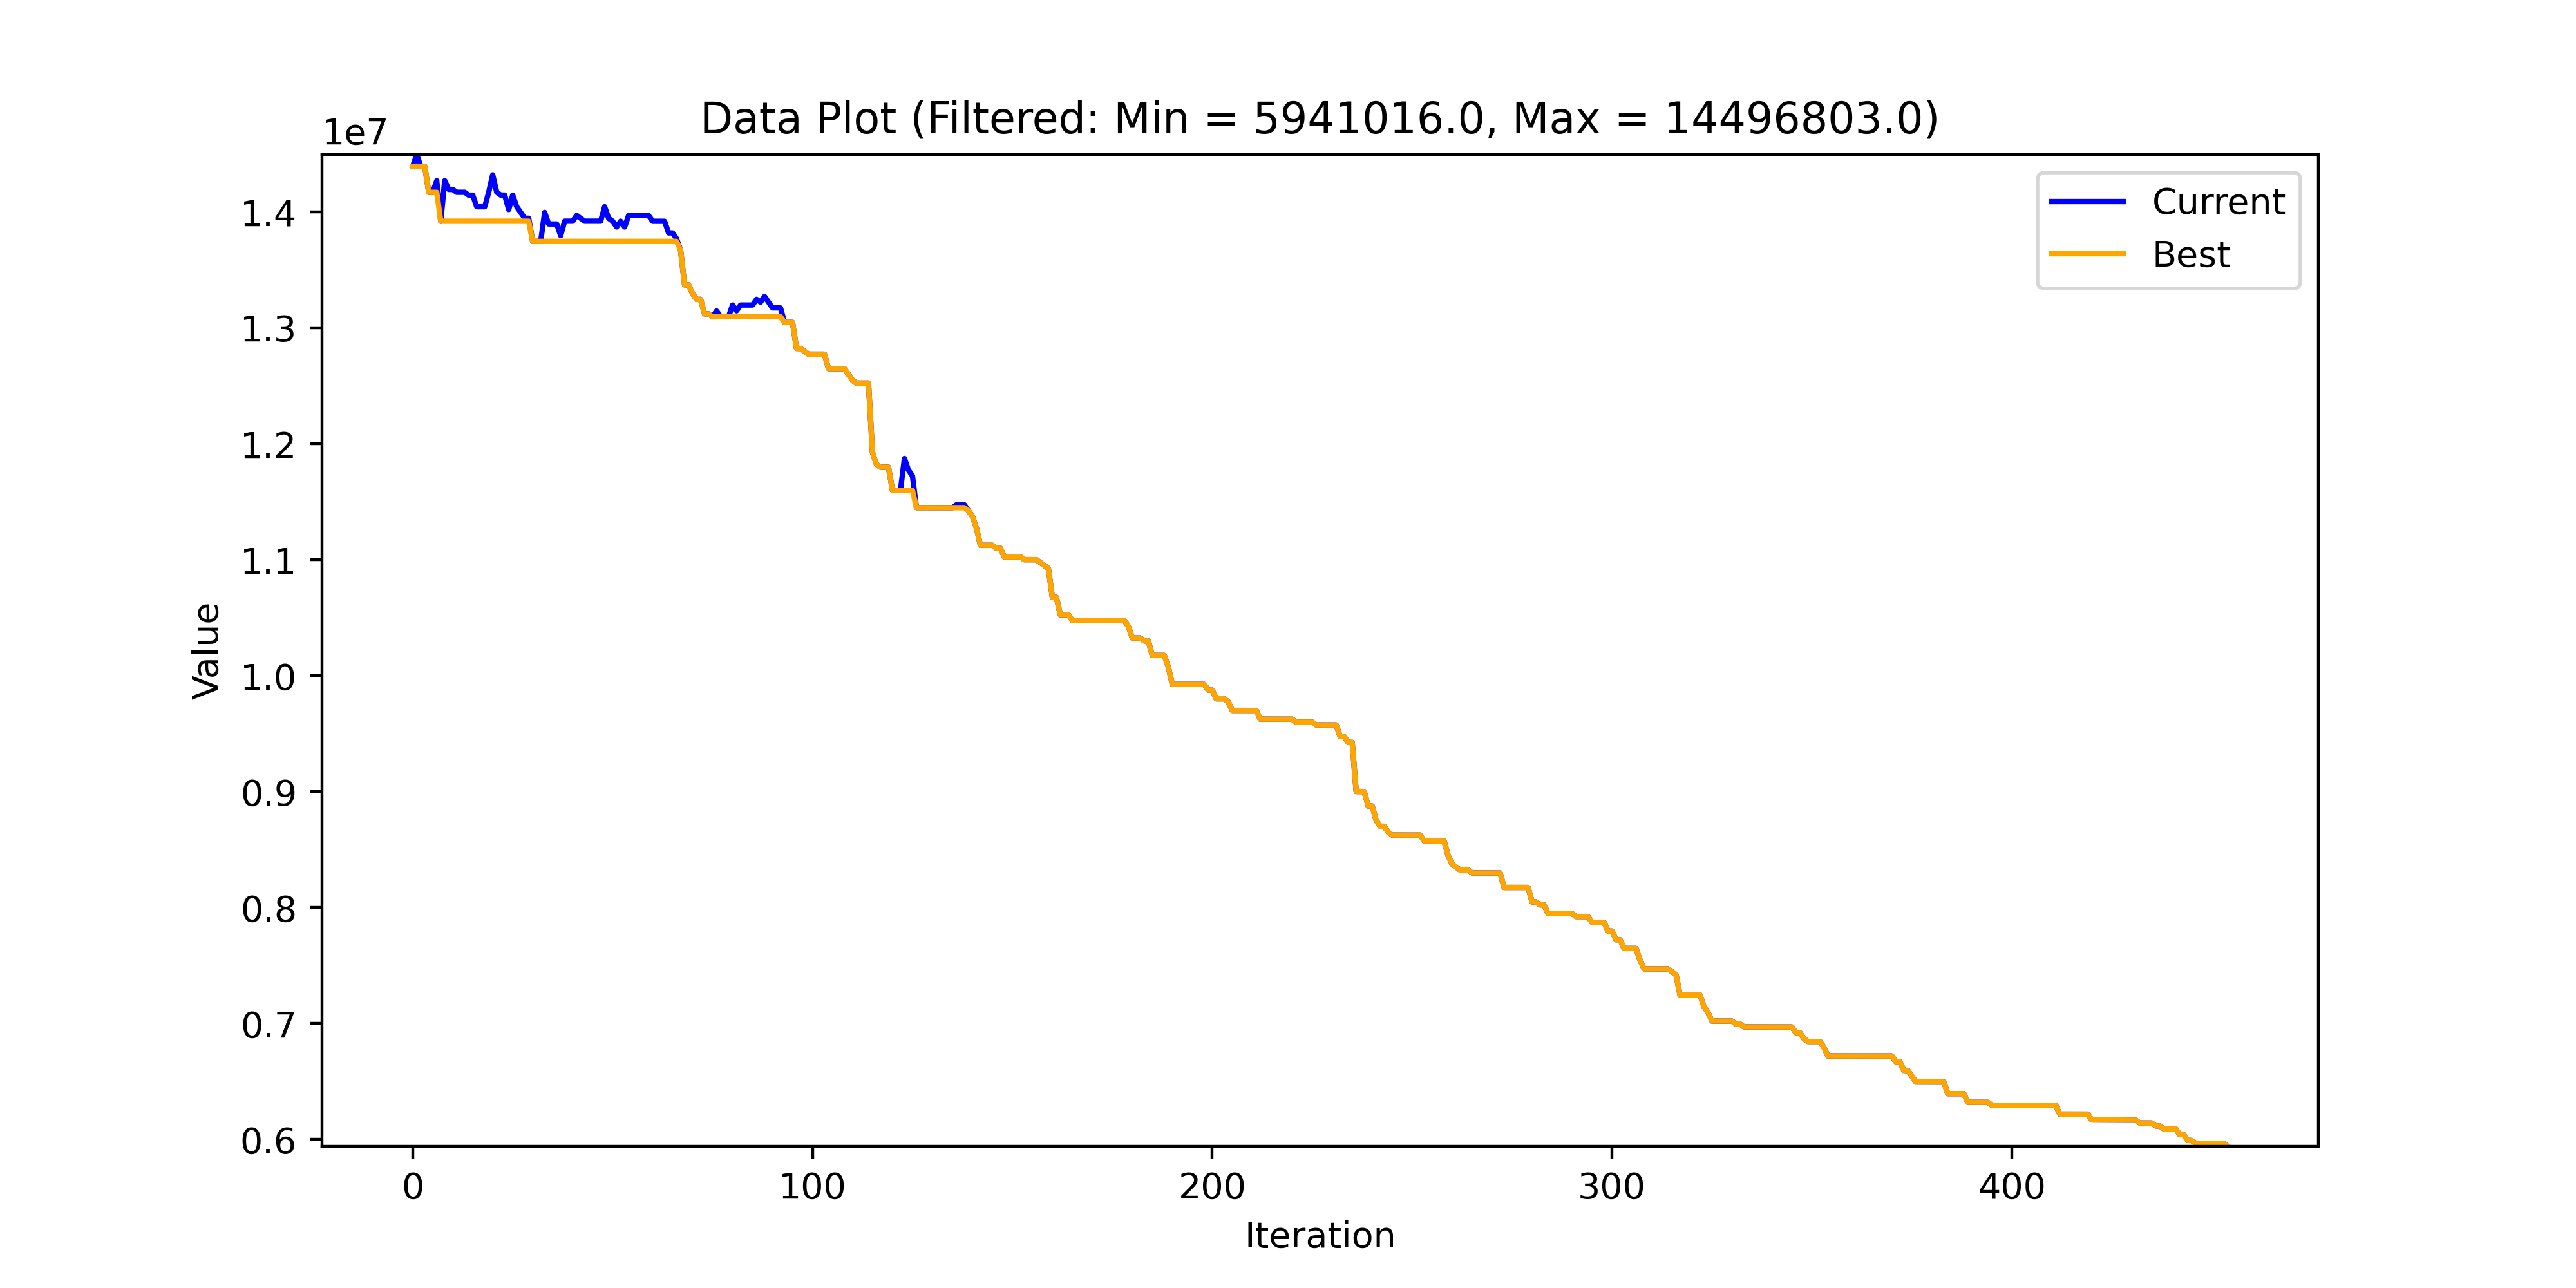 Data Plot (Filtered: Min = 5941016.0, Max = 14496803.0)
1e7
Current
Best
1.4
1.3
1.2
1.1
1.0
0.9
0.8
0.7
0.6
Value
0 100 200 300 400
Iteration